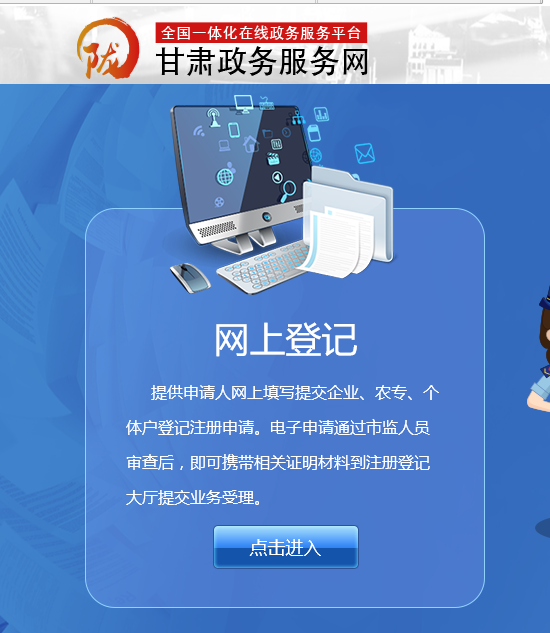 陇
全国一体化在线政务服务平台
甘肃政务服务网
网上登记
提供申请人网上填写提交企业、农专、个
体户登记注册申请。电子申请通过市监人员
审查后，即可携带相关证明材料到注册登记
大厅提交业务受理。
点击进入